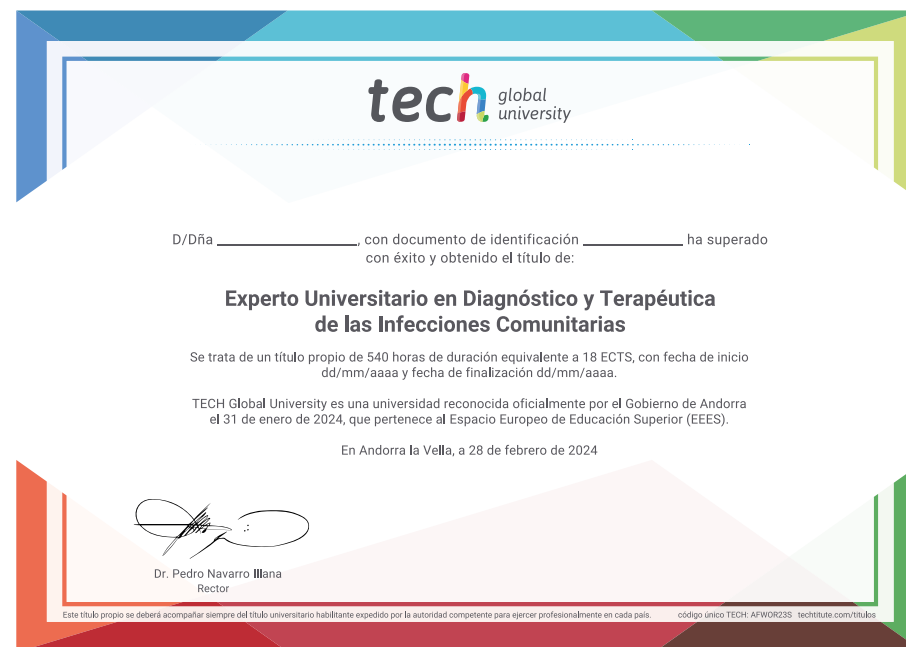 tech global university
D/Dña ____________________, con documento de identificación ______________ ha superado
con éxito y obtenido el título de:
Experto Universitario en Diagnóstico y Terapéutica
de las Infecciones Comunitarias
Se trata de un título propio de 540 horas de duración equivalente a 18 ECTS, con fecha de inicio
dd/mm/aaaa y fecha de finalización dd/mm/aaaa.
TECH Global University es una universidad reconocida oficialmente por el Gobierno de Andorra
el 31 de enero de 2024, que pertenece al Espacio Europeo de Educación Superior (EEES).
En Andorra la Vella, a 28 de febrero de 2024
Dr. Pedro Navarro Illana
Rector
Este título propio se deberá acompañar siempre del título universitario habilitante expedido por la autoridad competente para ejercer profesionalmente en cada país. código único TECH: AFWOR23S techtitute.com/titulos